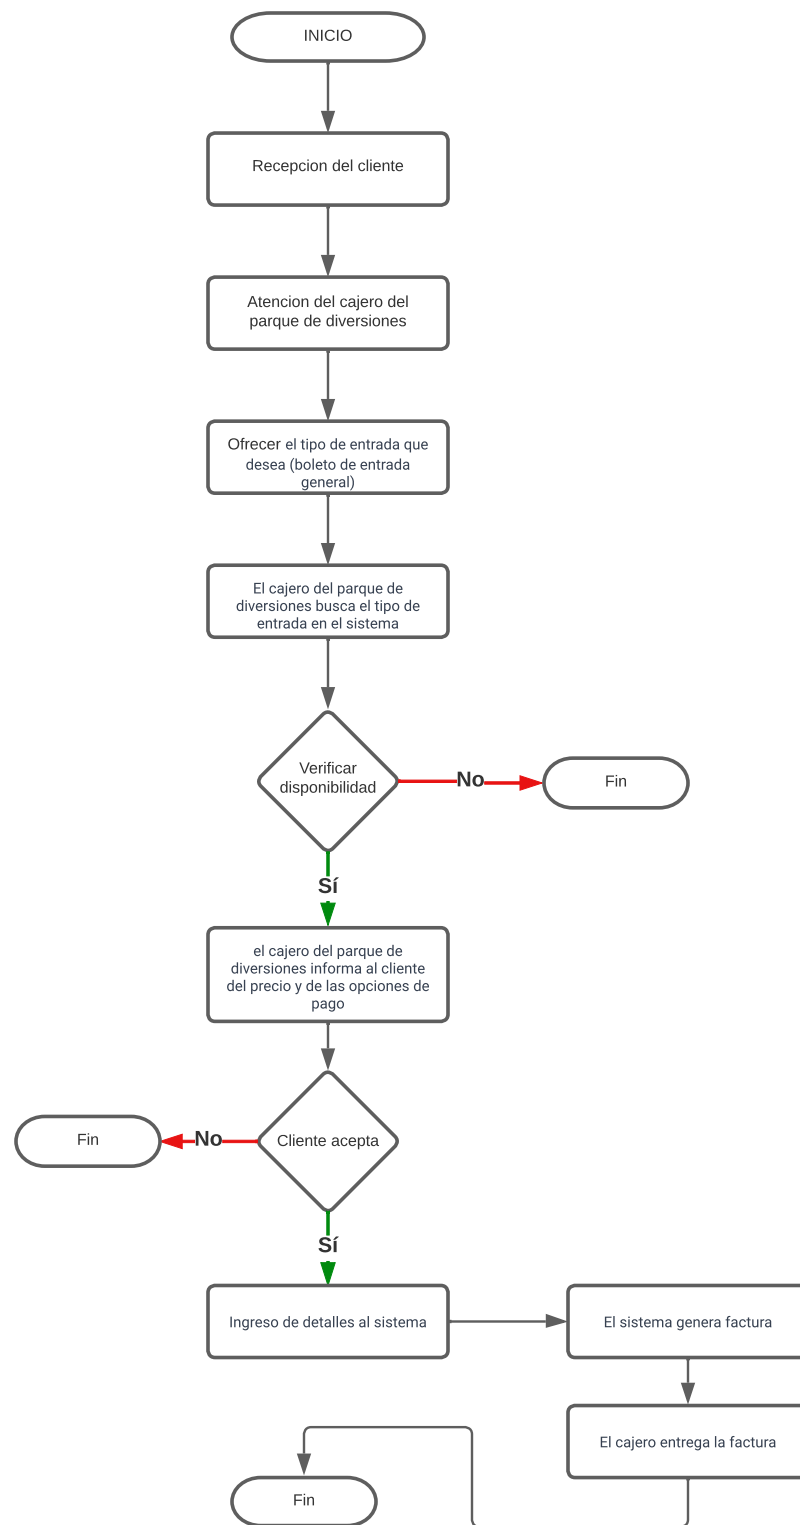 INICIO
Recepcion del cliente
Atencion del cajero del
parque de diversiones
Ofrecer el tipo de entrada que
desea (boleto de entrada
general)
El cajero del parque de
diversiones busca el tipo de
entrada en el sistema
Verificar
disponibilidad
No
Fin
Sí
el cajero del parque de
diversiones informa al cliente
del precio y de las opciones de
pago
Fin
No
Cliente acepta
Sí
Ingreso de detalles al sistema
El sistema genera factura
El cajero entrega la factura
Fin